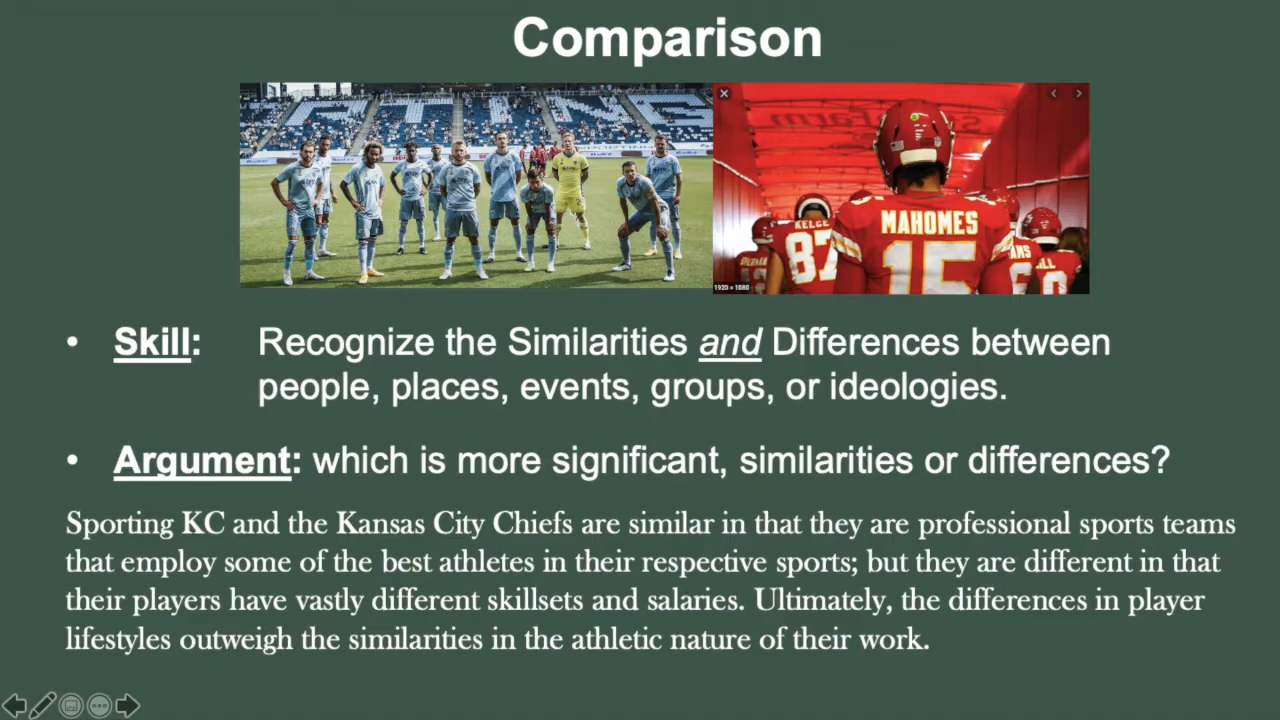 Comparison
MAHOMES
15
KELCE
87
1920 × 1080
• Skill: Recognize the Similarities and Differences between
people, places, events, groups, or ideologies.
• Argument: which is more significant, similarities or differences?
Sporting KC and the Kansas City Chiefs are similar in that they are professional sports teams
that employ some of the best athletes in their respective sports; but they are different in that
their players have vastly different skillsets and salaries. Ultimately, the differences in player
lifestyles outweigh the similarities in the athletic nature of their work.